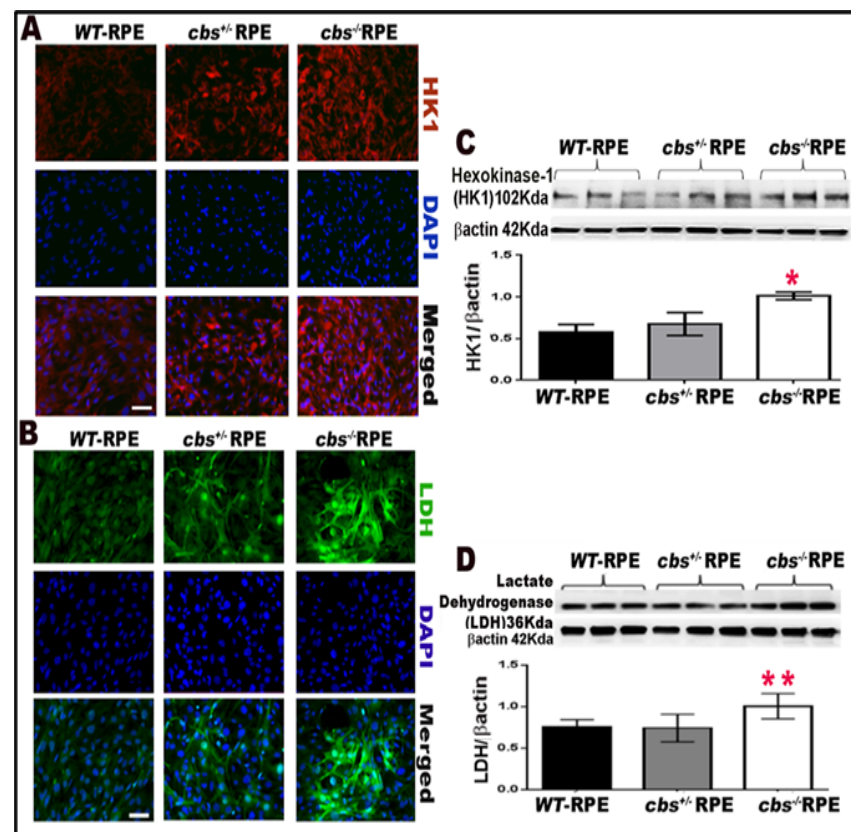 A
WT-RPE cbs+/- RPE cbs-/-RPE
HK1
DAPI
Merged
B
WT-RPE cbs+/- RPE cbs-/-RPE
LDH
DAPI
Merged
C
WT-RPE cbs+/-RPE cbs-/-RPE
Hexokinase-1
(HK1)102Kda
βactin 42Kda
1.5
1.0
0.5
0.0
HK1/βactin
*
WT-RPE cbs+/-RPE cbs-/-RPE
D
WT-RPE cbs+/-RPE cbs-/-RPE
Lactate
Dehydrogenase
(LDH)36Kda
βactin 42Kda
1.5
1.0
0.5
0.0
LDH/βactin
**
WT-RPE cbs+/-RPE cbs-/-RPE